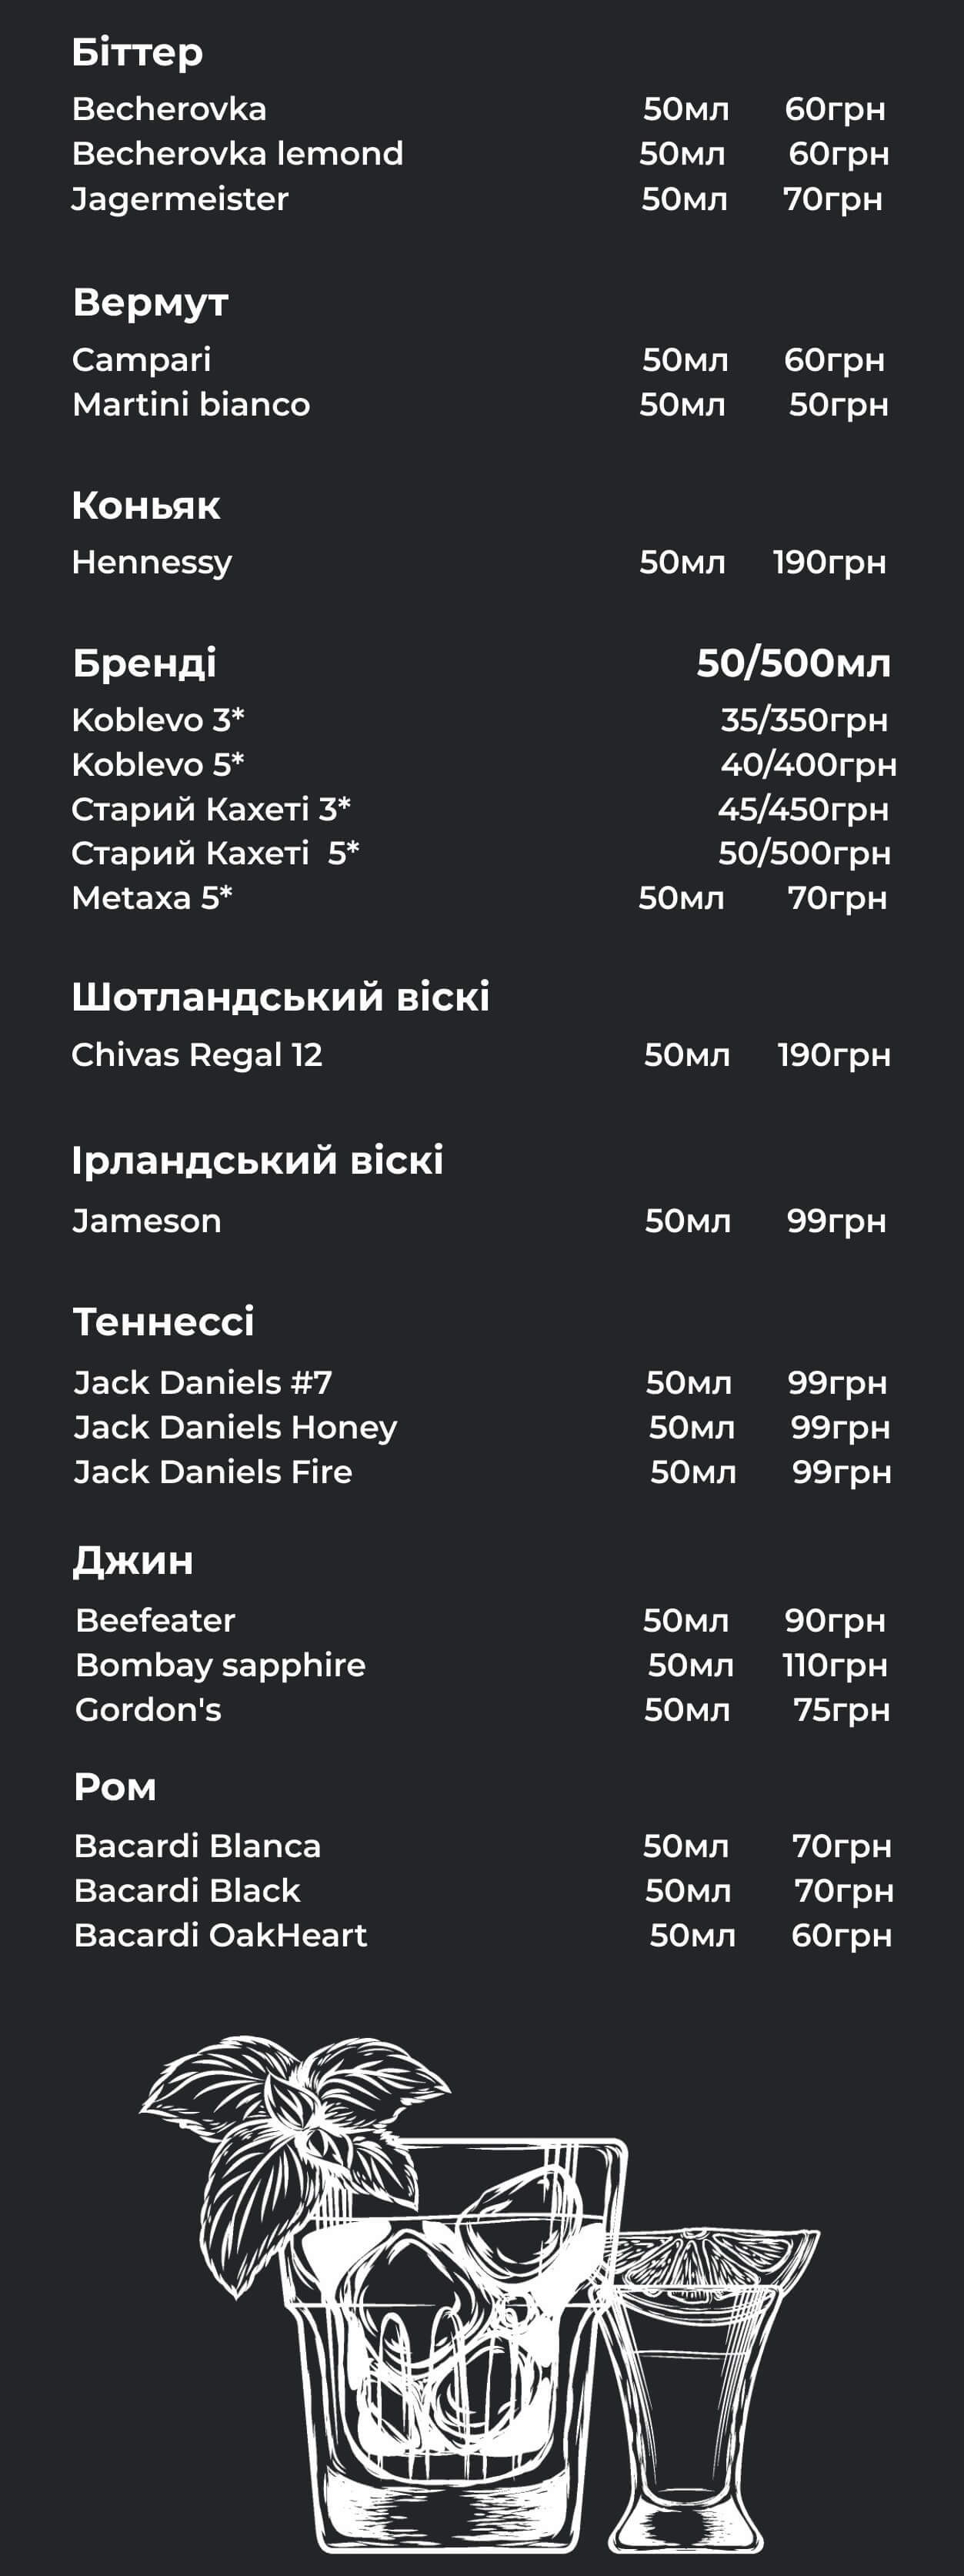 Біттер
Becherovka 50мл 60грн
Becherovka lemond 50мл 60грн
Jagermeister 50мл 70грн
Вермут
Campari 50мл 60грн
Martini bianco 50мл 50грн
Коньяк
Hennessy 50мл 190грн
Бренді 50/500мл
Koblevo 3* 35/350грн
Koblevo 5* 40/400грн
Старий Кахеті 3* 45/450грн
Старий Кахеті 5* 50/500грн
Metaxa 5* 50мл 70грн
Шотландський віскі
Chivas Regal 12 50мл 190грн
Ірландський віскі
Jameson 50мл 99грн
Теннессі
Jack Daniels #7 50мл 99грн
Jack Daniels Honey 50мл 99грн
Jack Daniels Fire 50мл 99грн
Джин
Beefeater 50мл 90грн
Bombay sapphire 50мл 110грн
Gordon's 50мл 75грн
Ром
Bacardi Blanca 50мл 70грн
Bacardi Black 50мл 70грн
Bacardi OakHeart 50мл 60грн